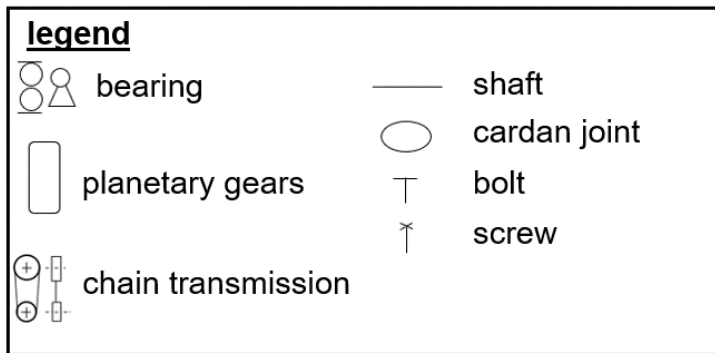 legend
bearing
planetary gears
chain transmission
shaft
cardan joint
bolt
screw